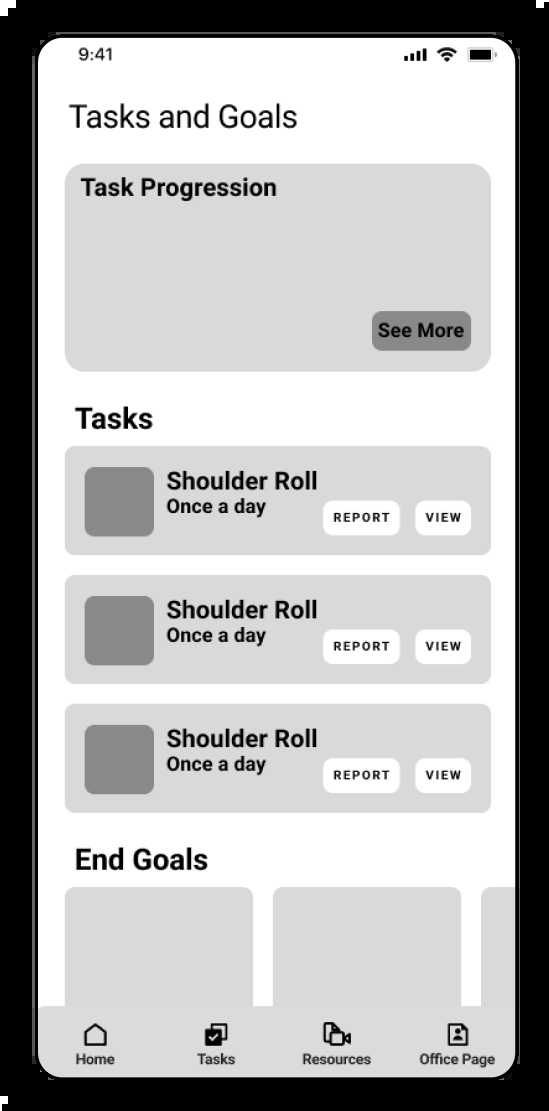 9:41
Tasks and Goals
Task Progression
See More
Tasks
Shoulder Roll
Once a day
REPORT VIEW
Shoulder Roll
Once a day
REPORT VIEW
Shoulder Roll
Once a day
REPORT VIEW
End Goals
Home Tasks Resources Office Page